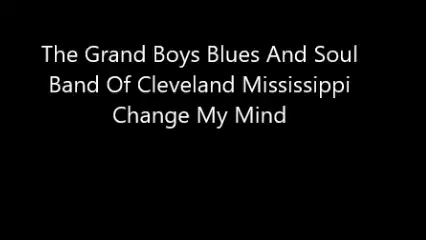 The Grand Boys Blues And Soul
Band Of Cleveland Mississippi
Change My Mind